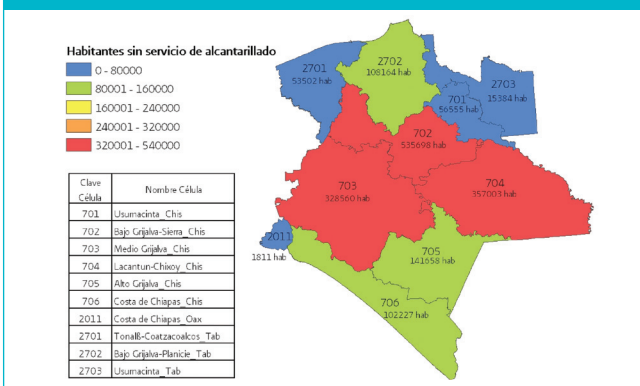 Habitantes sin servicio de alcantarillado
0 - 80000
80001 - 160000
160001 - 240000
240001 - 320000
320001 - 540000
Clave Célula Nombre Célula
701 Usumacinta_Chis
702 Bajo Grijalva-Sierra_Chis
703 Medio Grijalva_Chis
704 Lacantun-Chixoy_Chis
705 Alto Grijalva_Chis
706 Costa de Chiapas_Chis
2011 Costa de Chiapas_Oax
2701 Tonalß-Coatzacoalcos_Tab
2702 Bajo Grijalva-Planicie_Tab
2703 Usumacinta_Tab
2701
53502 hab
2702
108164 hab
2703
15384 hab
701
56555 hab
702
535698 hab
703
328560 hab
704
357003 hab
2011
1811 hab
705
141658 hab
706
102227 hab